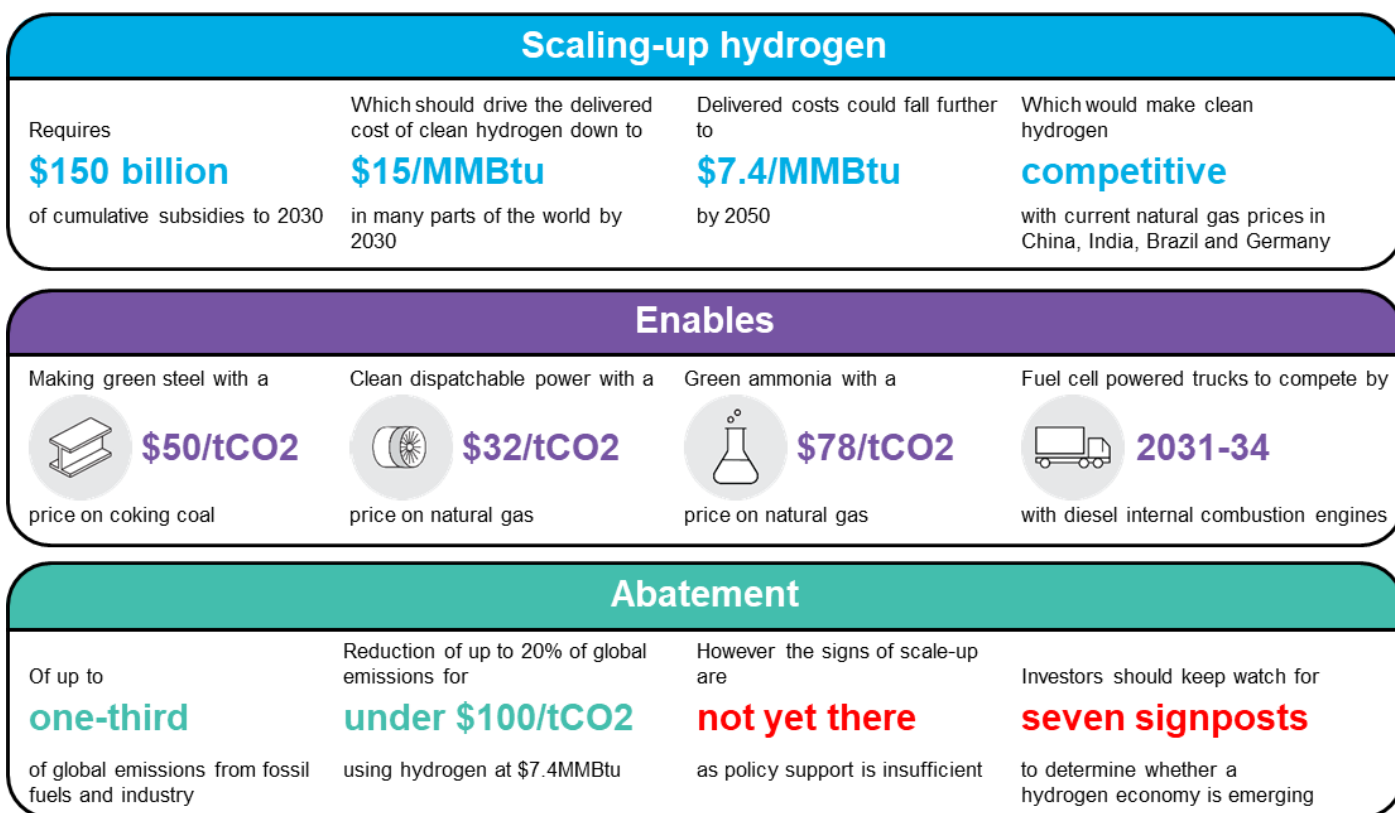 Scaling-up hydrogen
Requires
$150 billion
of cumulative subsidies to 2030
Which should drive the delivered
cost of clean hydrogen down to
$15/MMBtu
in many parts of the world by
2030
Delivered costs could fall further
to
$7.4/MMBtu
by 2050
Which would make clean
hydrogen
competitive
with current natural gas prices in
China, India, Brazil and Germany
Enables
Making green steel with a
$50/tCO2
price on coking coal
Clean dispatchable power with a
$32/tCO2
price on natural gas
Green ammonia with a
$78/tCO2
price on natural gas
Fuel cell powered trucks to compete by
2031-34
with diesel internal combustion engines
Abatement
Of up to
one-third
of global emissions from fossil
fuels and industry
Reduction of up to 20% of global
emissions for
under $100/tCO2
using hydrogen at $7.4MMBtu
However the signs of scale-up
are
not yet there
as policy support is insufficient
Investors should keep watch for
seven signposts
to determine whether a
hydrogen economy is emerging